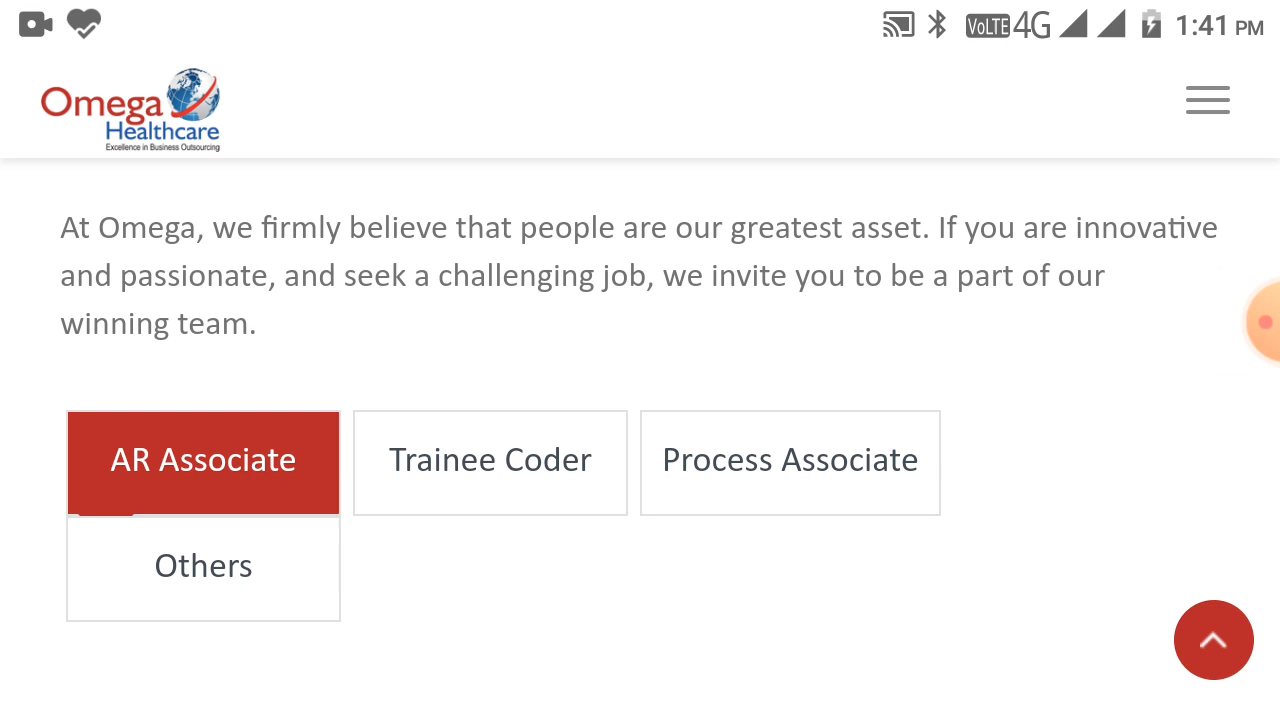 VoLTE 4G 1:41 PM
Omega
Healthcare
Excellence in Business Outsourcing
At Omega, we firmly believe that people are our greatest asset. If you are innovative
and passionate, and seek a challenging job, we invite you to be a part of our
winning team.
AR Associate Trainee Coder Process Associate
Others